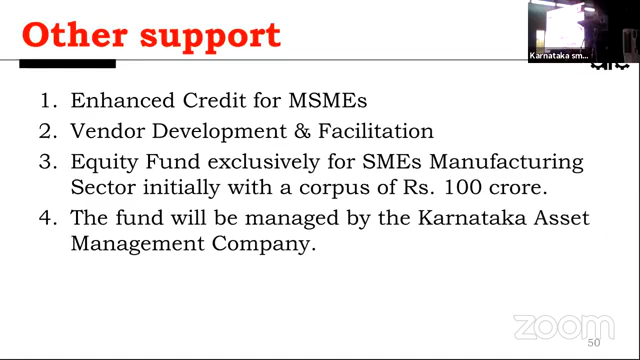 Other support
Karnataka sm...
1. Enhanced Credit for MSMEs
2. Vendor Development & Facilitation
3. Equity Fund exclusively for SMEs Manufacturing
Sector initially with a corpus of Rs. 100 crore.
4. The fund will be managed by the Karnataka Asset
Management Company.
zoom
50